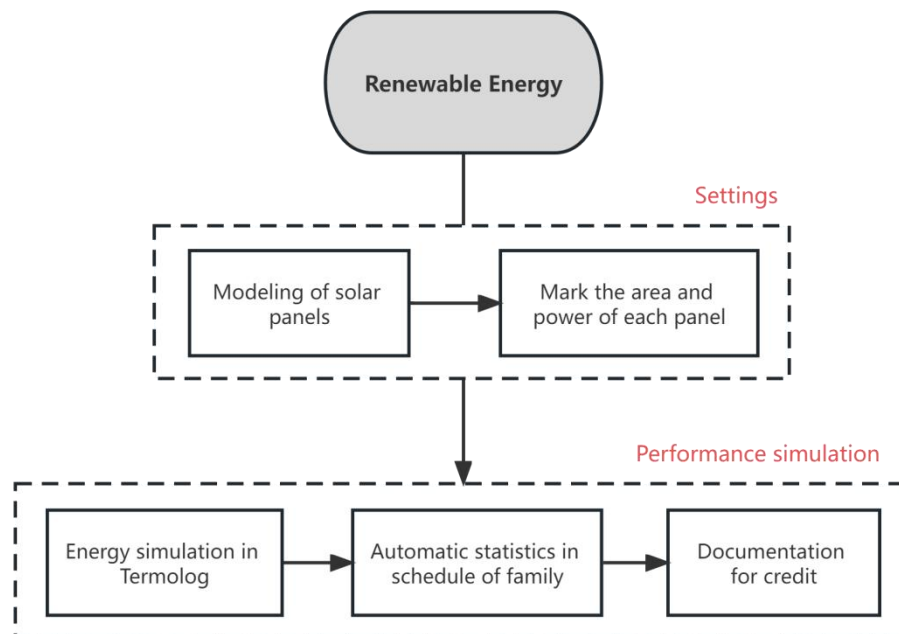 Renewable Energy
Settings
Modeling of solar
panels
Mark the area and
power of each panel
Performance simulation
Energy simulation in
Termolog
Automatic statistics in
schedule of family
Documentation
for credit